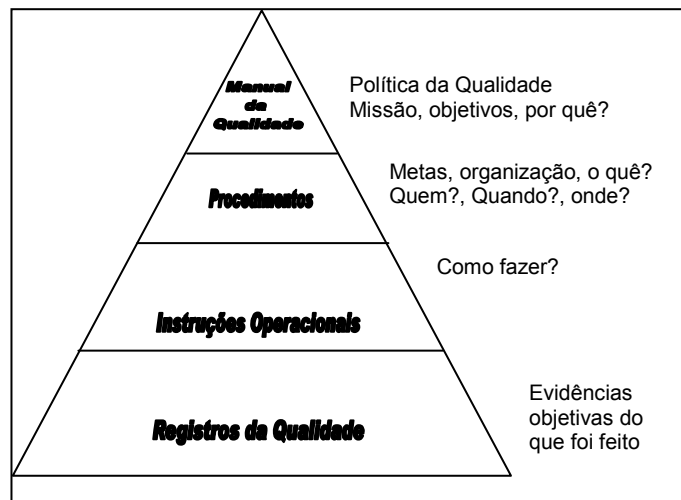 Manual
da
Qualidade
Política da Qualidade
Missão, objetivos, por quê?
Procedimentos
Metas, organização, o quê?
Quem?, Quando?, onde?
Como fazer?
Instruções Operacionais
Registros da Qualidade
Evidências
objetivas do
que foi feito